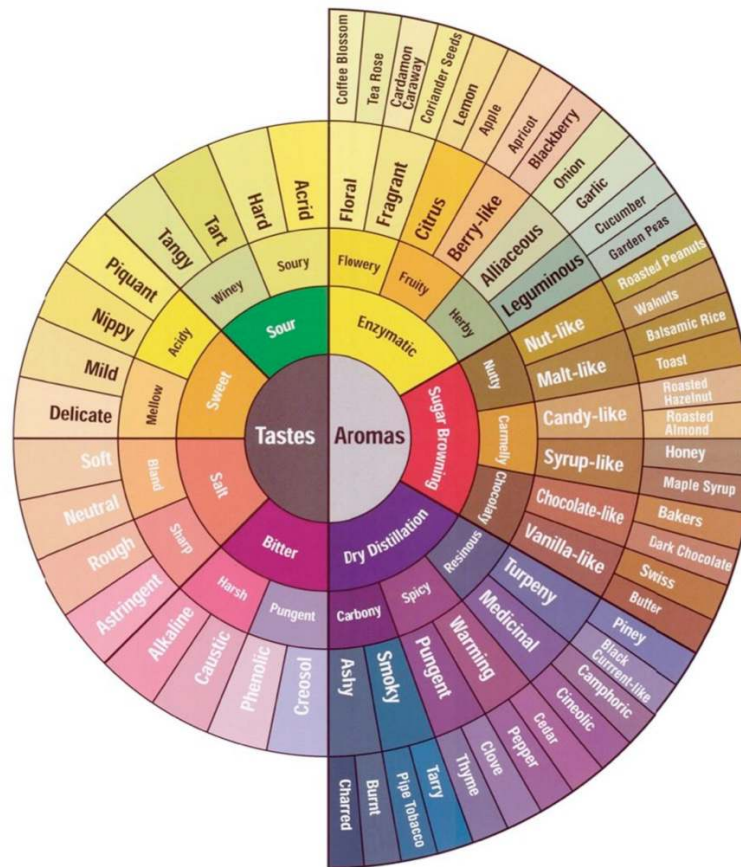 Tastes
Aromas
Sour
Sweet
Salt
Bitter
Enzymatic
Sugar Browning
Dry Distillation
Soury
Winey
Acidy
Mellow
Bland
Sharp
Harsh
Pungent
Flowery
Fruity
Herby
Nutty
Carmelly
Chocolaty
Resinous
Spicy
Carbony
Acrid
Hard
Tart
Tangy
Piquant
Nippy
Mild
Delicate
Soft
Neutral
Rough
Astringent
Alkaline
Caustic
Phenolic
Creosol
Floral
Fragrant
Citrus
Berry-like
Alliaceous
Leguminous
Nut-like
Malt-like
Candy-like
Syrup-like
Chocolate-like
Vanilla-like
Turpeny
Medicinal
Warming
Pungent
Smoky
Ashy
Coffee Blossom
Tea Rose
Cardamon
Caraway
Coriander Seeds
Lemon
Apple
Apricot
Blackberry
Onion
Garlic
Cucumber
Garden Peas
Roasted Peanuts
Walnuts
Balsamic Rice
Toast
Roasted
Hazelnut
Roasted
Almond
Honey
Maple Syrup
Bakers
Dark Chocolate
Swiss
Butter
Piney
Black
Currrent-like
Camphoric
Cineolic
Cedar
Pepper
Clove
Thyme
Tarry
Pipe Tobacco
Burnt
Charred